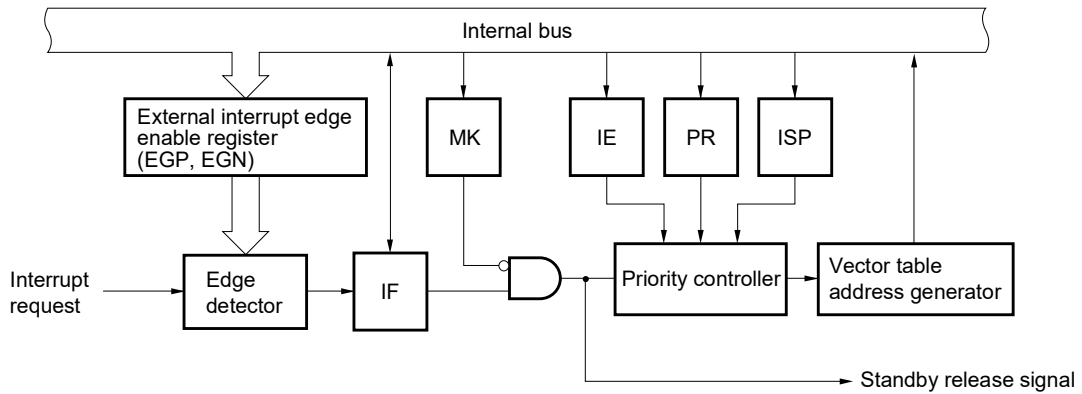 Internal bus
External interrupt edge
enable register
(EGP, EGN)
MK
IE
PR
ISP
Interrupt
request
Edge
detector
IF
Priority controller
Vector table
address generator
Standby release signal